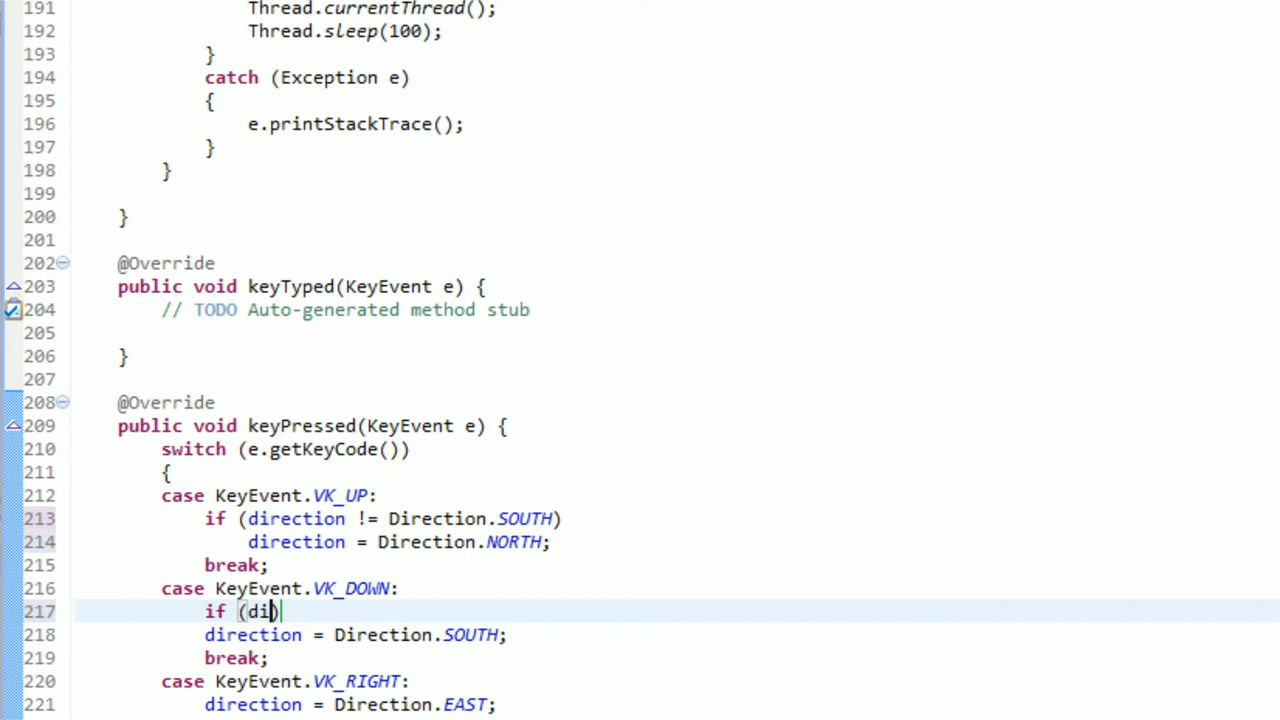 191 Thread.currentThread();
192 Thread.sleep(100);
193 }
194 catch (Exception e)
195 {
196 e.printStackTrace();
197 }
198 }
199
200 }
201
202 @Override
203 public void keyTyped(KeyEvent e) {
204 // TODO Auto-generated method stub
205
206 }
207
208 @Override
209 public void keyPressed(KeyEvent e) {
210 switch (e.getKeyCode())
211 {
212 case KeyEvent.VK_UP:
213 if (direction != Direction.SOUTH)
214 direction = Direction.NORTH;
215 break;
216 case KeyEvent.VK_DOWN:
217 if (di)
218 direction = Direction.SOUTH;
219 break;
220 case KeyEvent.VK_RIGHT:
221 direction = Direction.EAST;